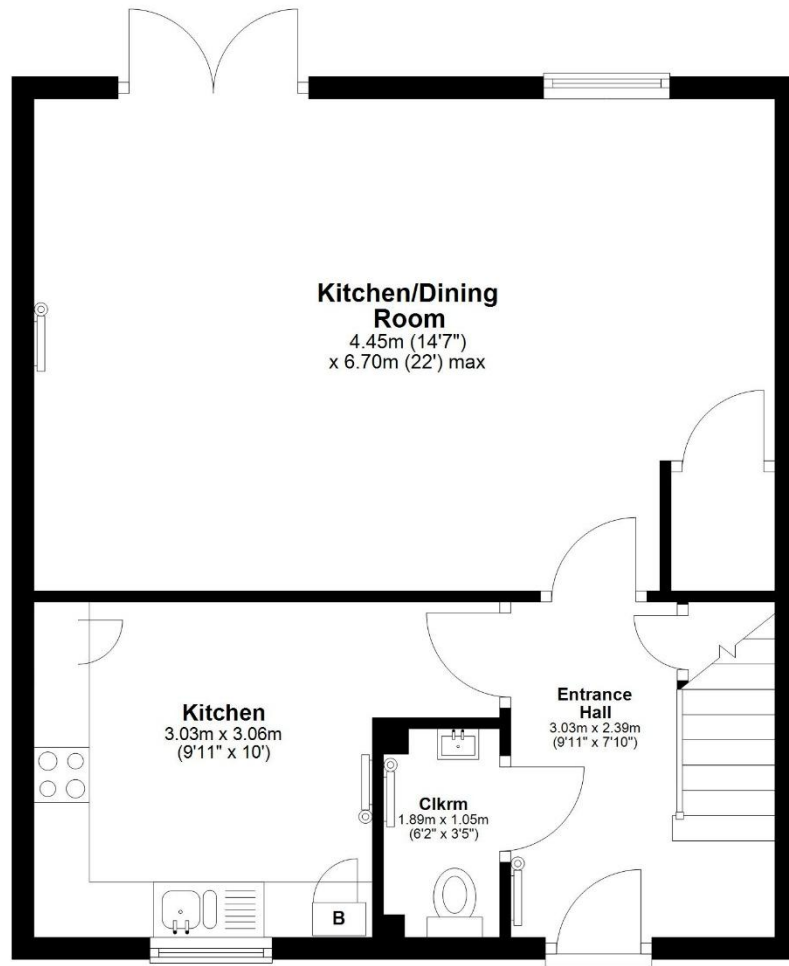 Kitchen/Dining
Room
4.45m (14'7")
x 6.70m (22') max
Kitchen
3.03m x 3.06m
(9'11" x 10')
Entrance
Hall
3.03m x 2.39m
(9'11" x 7'10")
Clkrm
1.89m x 1.05m
(6'2" x 3'5")
B